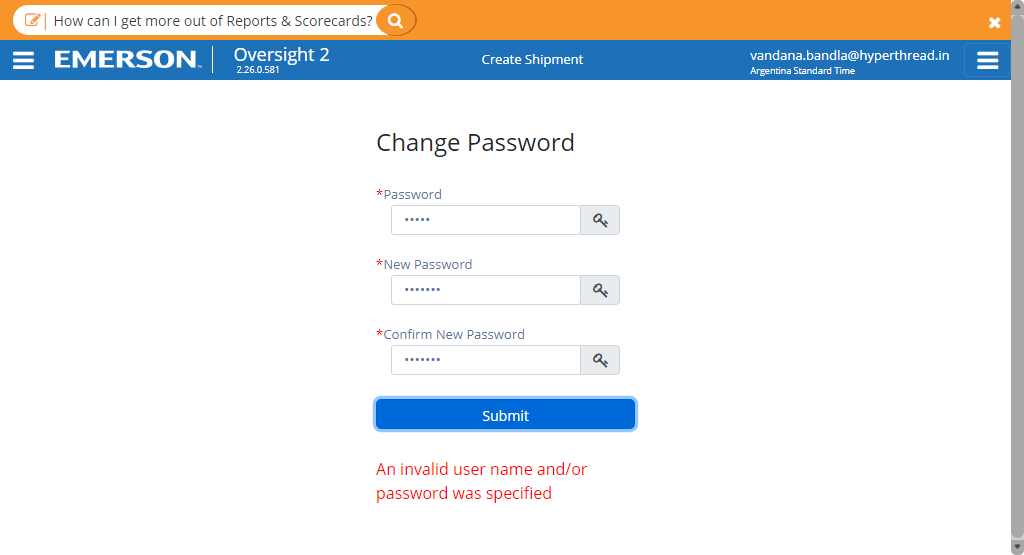 How can I get more out of Reports & Scorecards?
EMERSON™
Oversight 2
2.26.0.581
Create Shipment
vandana.bandla@hyperthread.in
Argentina Standard Time
Change Password
*Password
•••••
*New Password
•••••••
*Confirm New Password
•••••••
Submit
An invalid user name and/or
password was specified